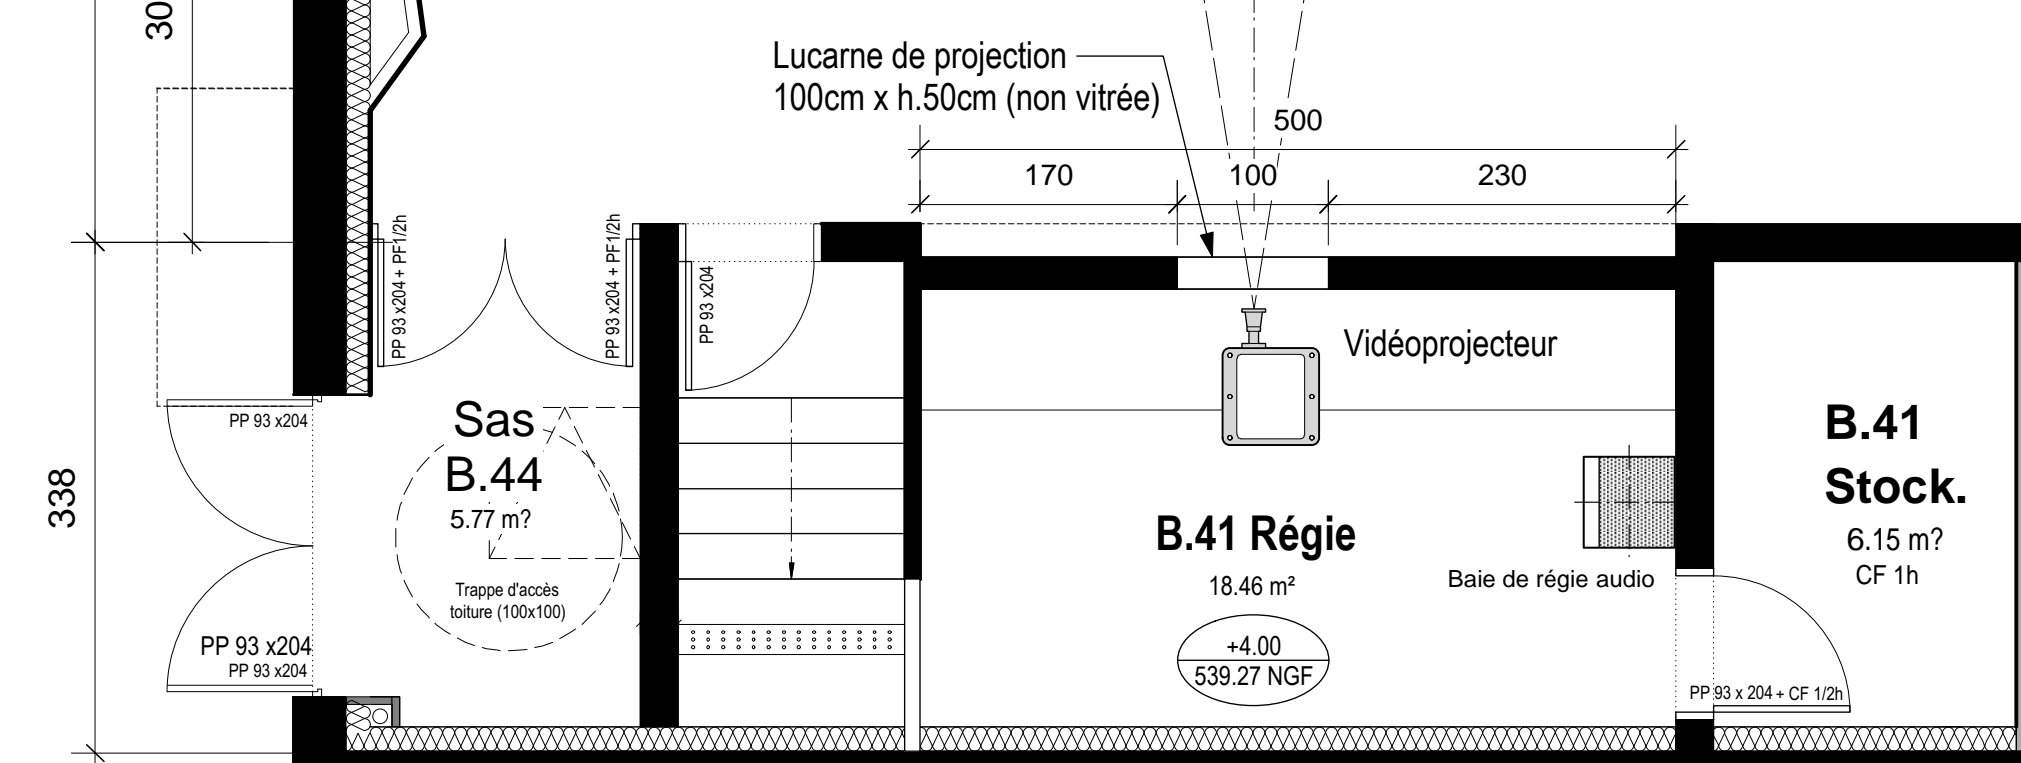 30
Lucarne de projection
100cm x h.50cm (non vitrée)
500
170
100
230
PP 93 x204 + PF1/2h
PP 93 x204 + PF 1/2h
PP 93 x204
Vidéoprojecteur
PP 93 x204
Sas
B.44
5.77 m?
Trappe d'accès
toiture (100x100)
338
B.41
Stock.
6.15 m?
CF 1h
B.41 Régie
18.46 m²
Baie de régie audio
+4.00
539.27 NGF
PP 93 x204
PP 93 x204
PP 93 x 204 + CF 1/2h